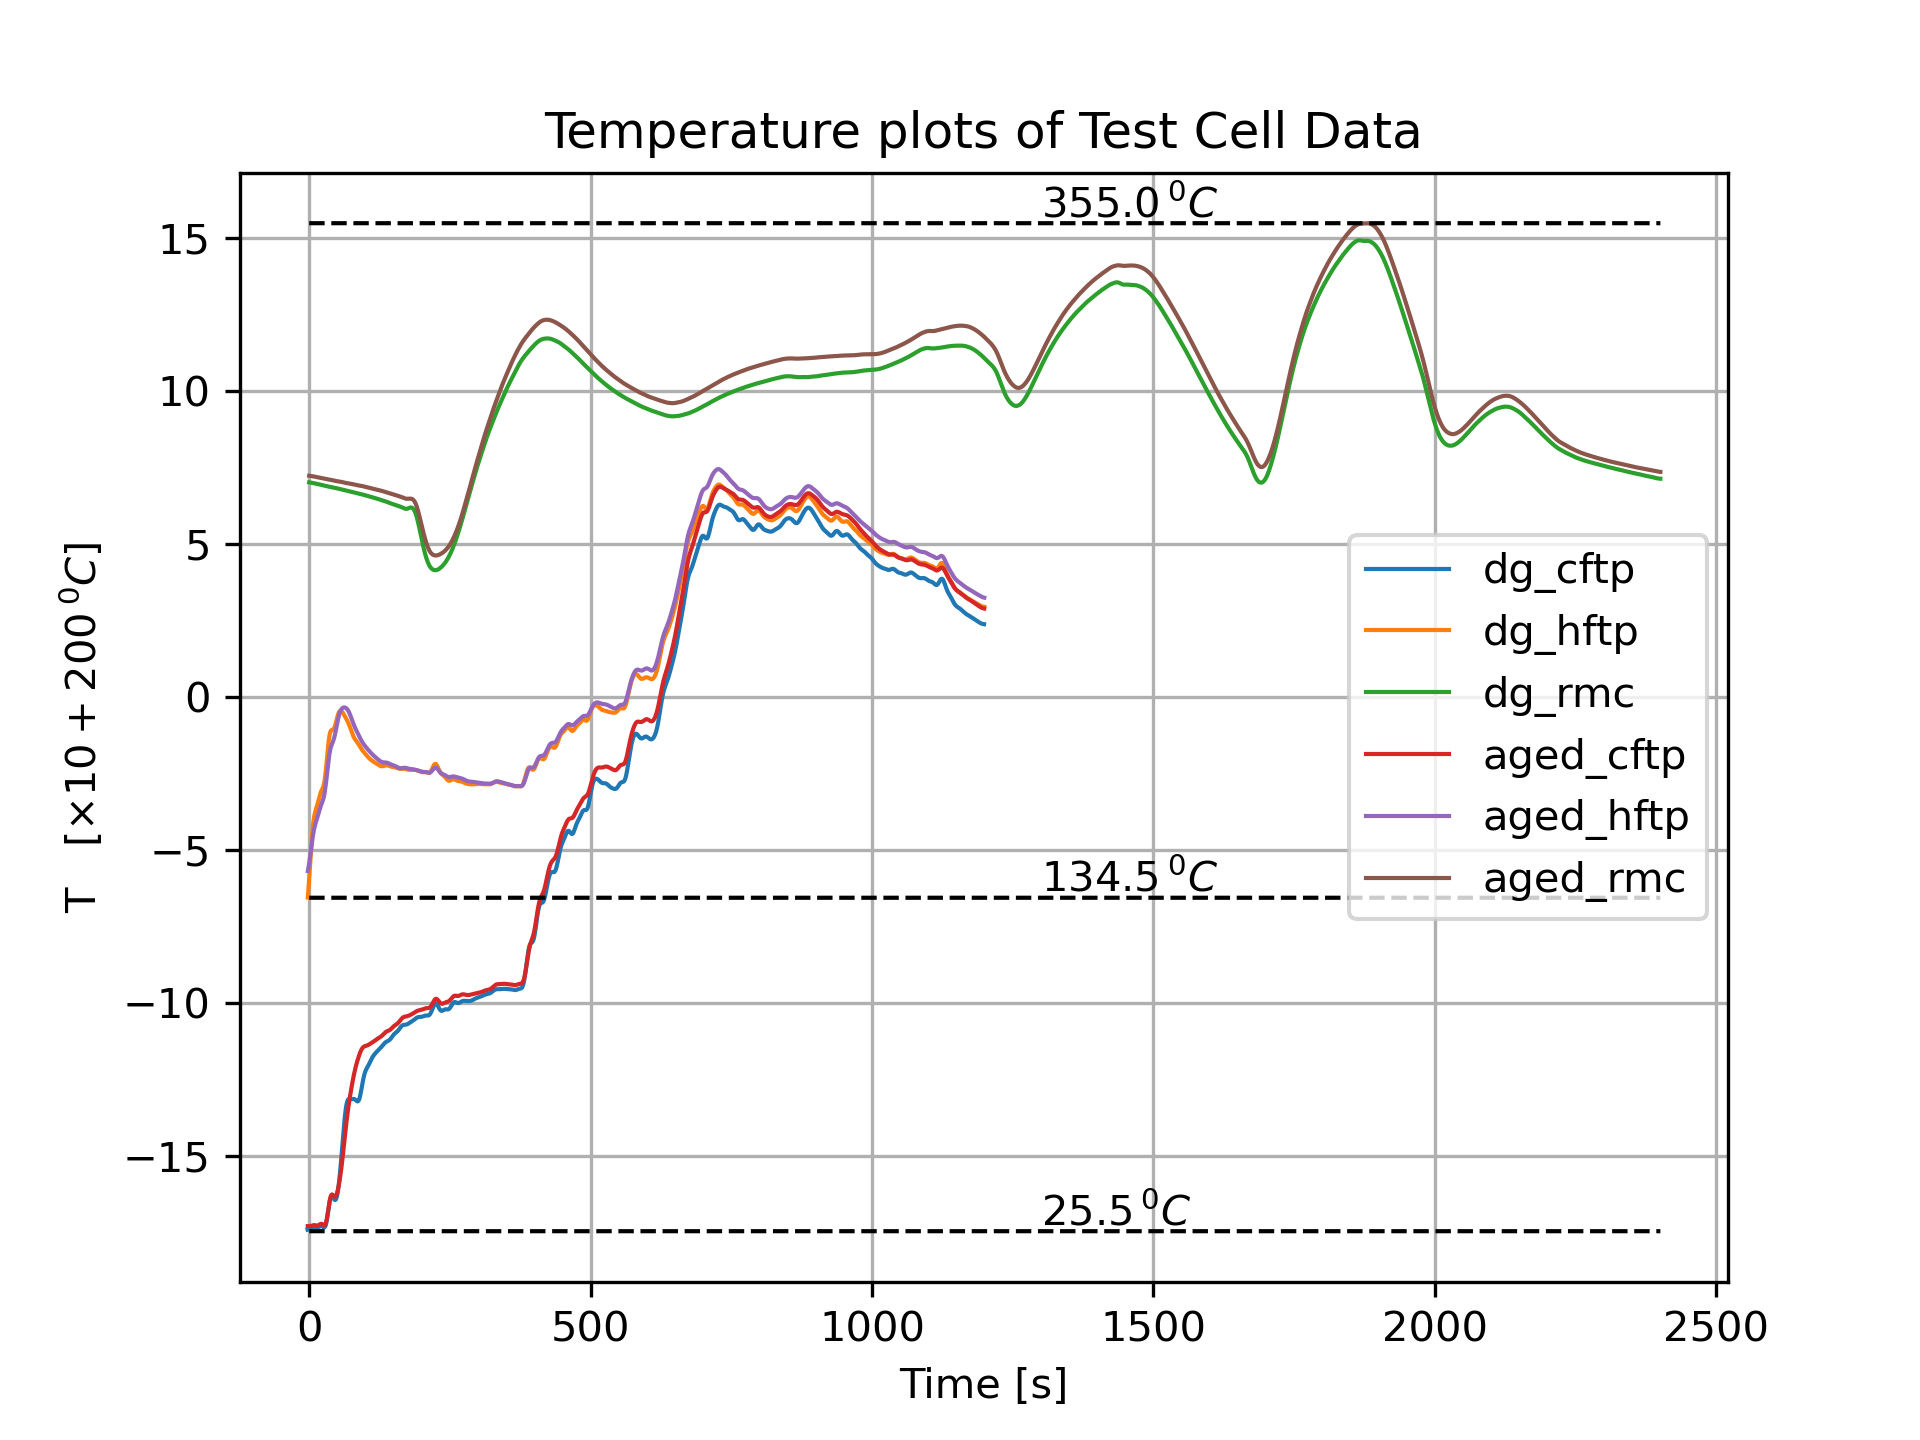 Temperature plots of Test Cell Data
355.0 ⁰C
15
10
5
0
−5
−10
−15
T [×10 + 200 ⁰C]
dg_cftp
dg_hftp
dg_rmc
aged_cftp
aged_hftp
aged_rmc
134.5 ⁰C
25.5 ⁰C
0 500 1000 1500 2000 2500
Time [s]